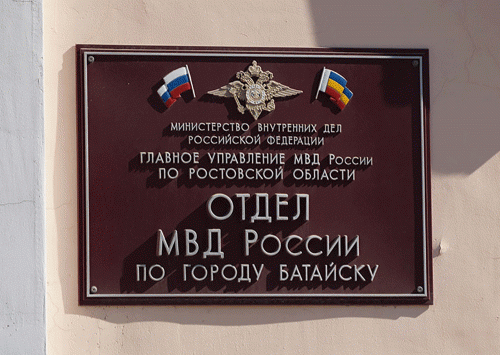 МИНИСТЕРСТВО ВНУТРЕННИХ ДЕЛ
РОССИЙСКОЙ ФЕДЕРАЦИИ
ГЛАВНОЕ УПРАВЛЕНИЕ МВД РОССИИ
ПО РОСТОВСКОЙ ОБЛАСТИ
ОТДЕЛ
МВД РОССИИ
ПО ГОРОДУ БАТАЙСКУ